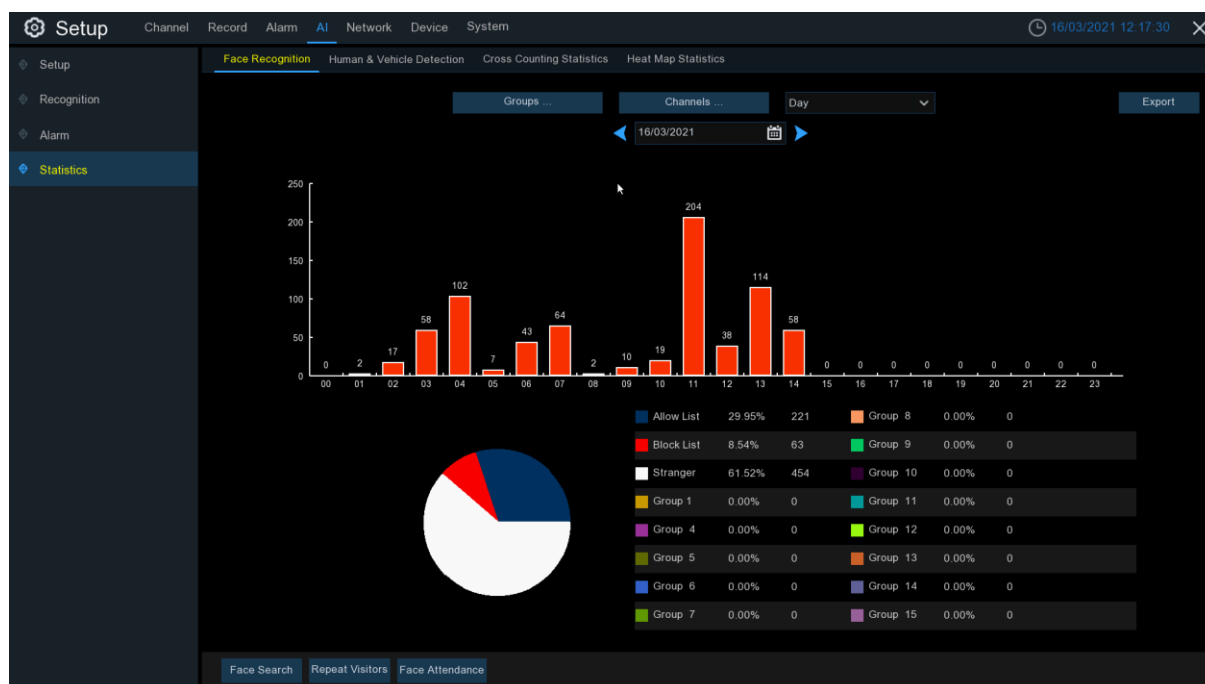 Setup Channel Record Alarm AI Network Device System 16/03/2021 12:17:30
Setup
Recognition
Alarm
Statistics
Face Recognition Human & Vehicle Detection Cross Counting Statistics Heat Map Statistics
Groups ... Channels ... Day Export
16/03/2021
250
200
150
100
50
0
0 2 17 58 102 7 43 64 2 10 19 204 38 114 58 0 0 0 0 0 0 0 0 0
00 01 02 03 04 05 06 07 08 09 10 11 12 13 14 15 16 17 18 19 20 21 22 23
Allow List 29.95% 221 Group 8 0.00% 0
Block List 8.54% 63 Group 9 0.00% 0
Stranger 61.52% 454 Group 10 0.00% 0
Group 1 0.00% 0 Group 11 0.00% 0
Group 4 0.00% 0 Group 12 0.00% 0
Group 5 0.00% 0 Group 13 0.00% 0
Group 6 0.00% 0 Group 14 0.00% 0
Group 7 0.00% 0 Group 15 0.00% 0
Face Search Repeat Visitors Face Attendance